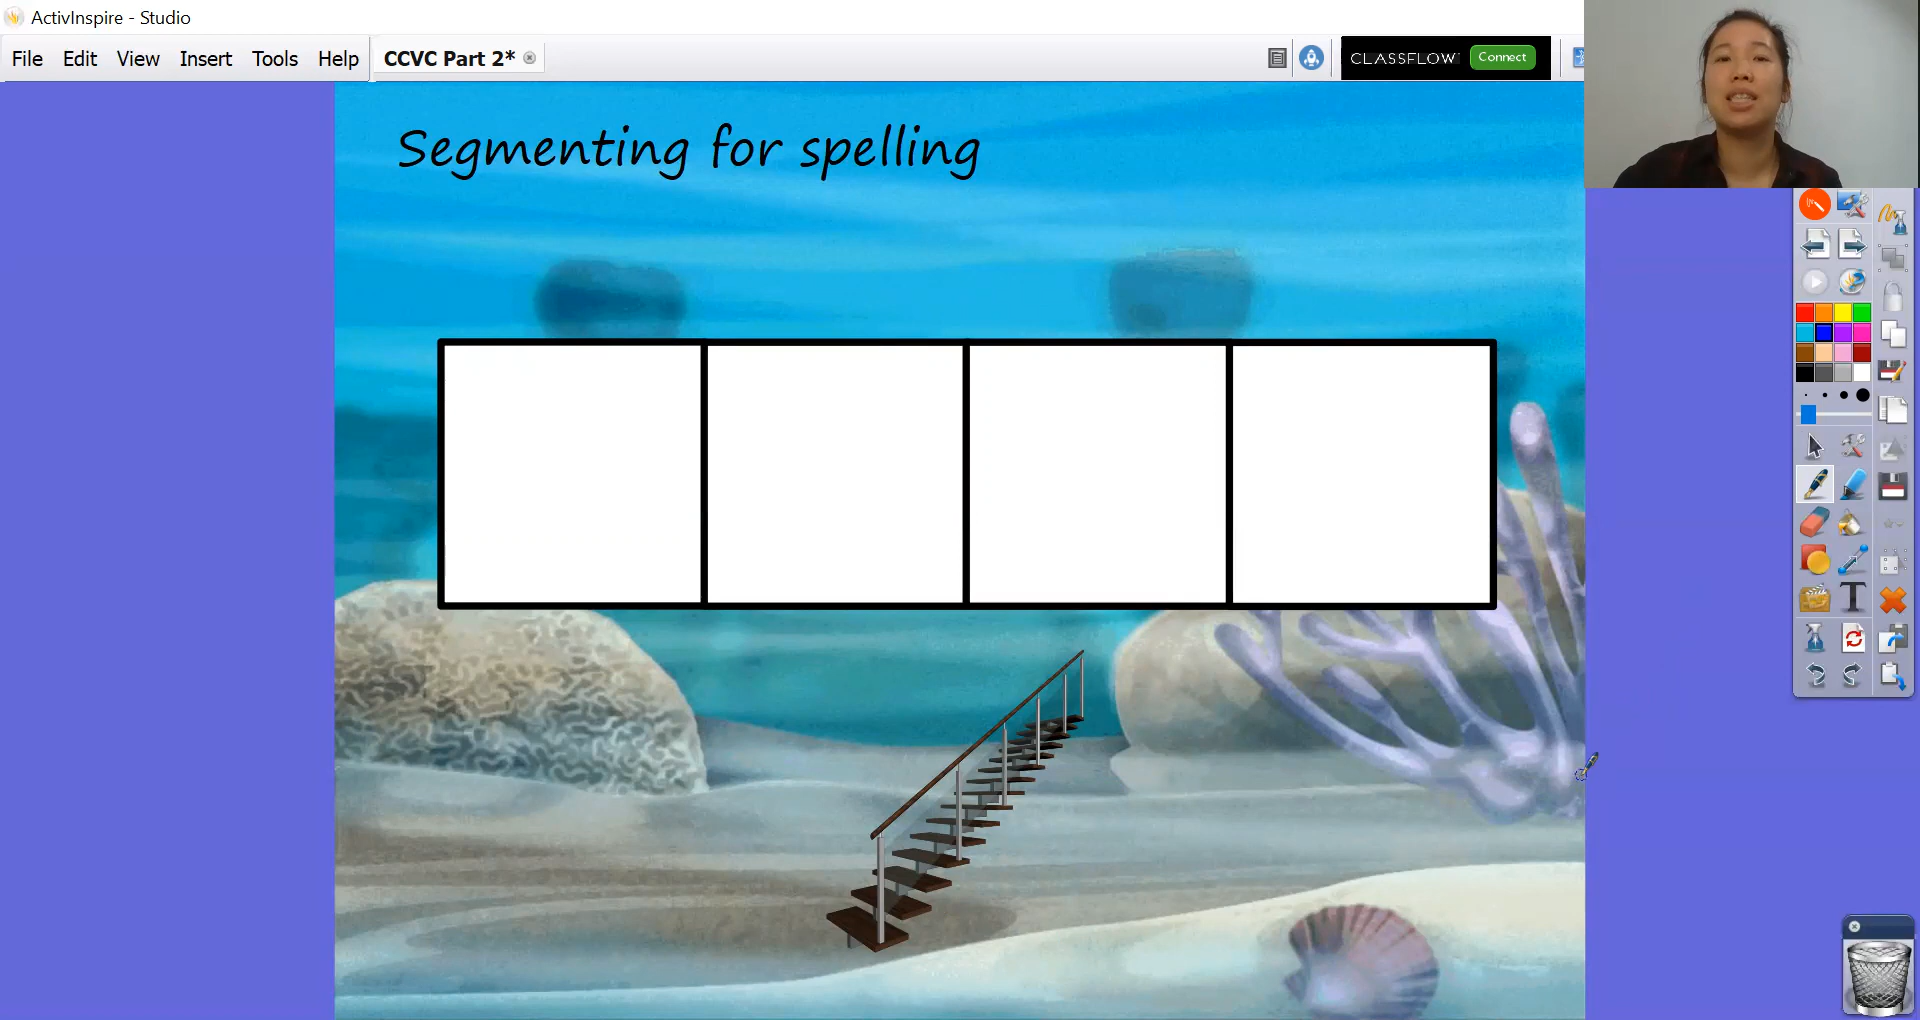 ActivInspire - Studio
File Edit View Insert Tools Help CCVC Part 2* CLASSFLOW Connect
Segmenting for spelling
T